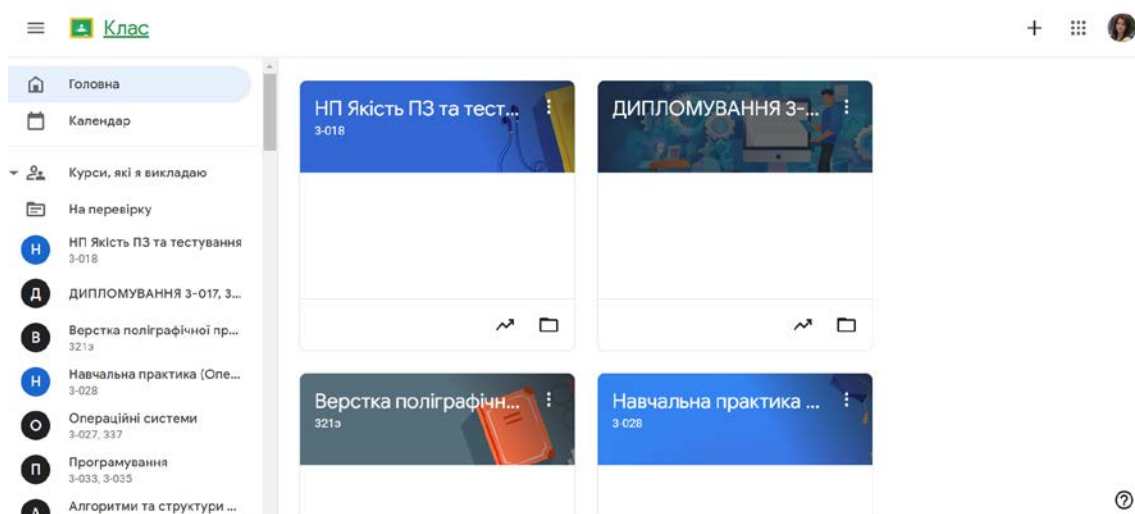 Клас
Головна
Календар
Курси, які я викладаю
На перевірку
Н
НП Якість ПЗ та тестування
3-018
Д
ДИПЛОМУВАННЯ 3-017, 3...
В
Верстка поліграфічної пр...
321з
Н
Навчальна практика (Опе...
3-028
О
Операційні системи
3-027, 337
П
Програмування
3-033, 3-035
А
Алгоритми та структури ...
НП Якість ПЗ та тест...
3-018
ДИПЛОМУВАННЯ 3-...
Верстка поліграфічн...
321з
Навчальна практика ...
3-028